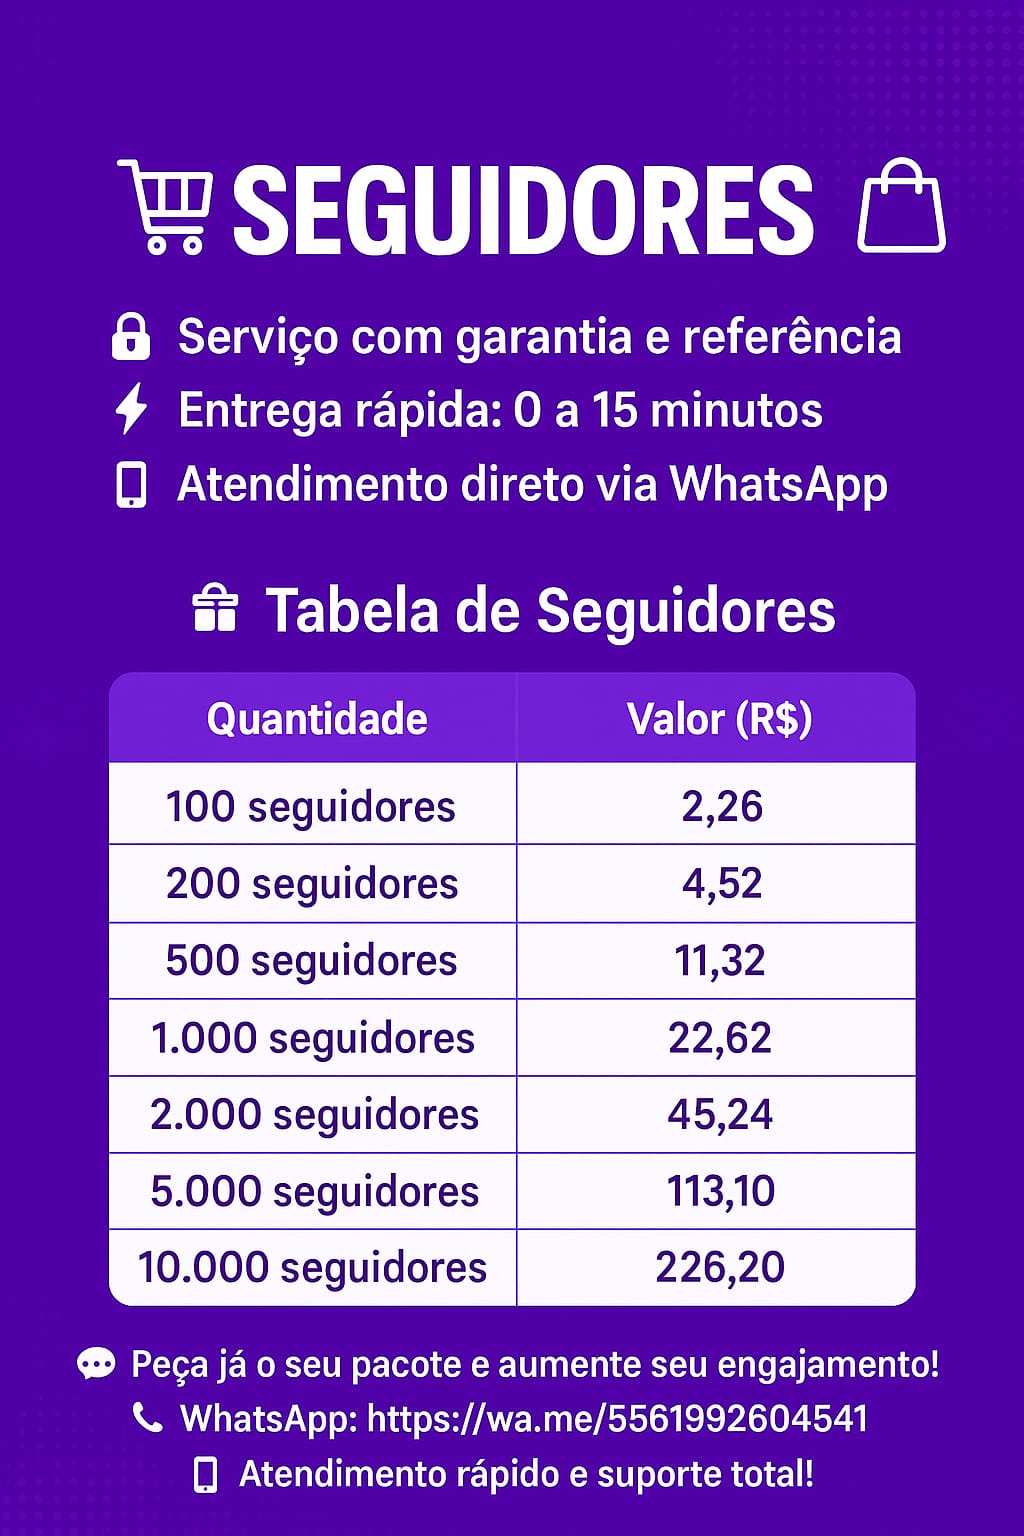 SEGUIDORES
Serviço com garantia e referência
Entrega rápida: 0 a 15 minutos
Atendimento direto via WhatsApp
Tabela de Seguidores
Quantidade Valor (R$)
100 seguidores 2,26
200 seguidores 4,52
500 seguidores 11,32
1.000 seguidores 22,62
2.000 seguidores 45,24
5.000 seguidores 113,10
10.000 seguidores 226,20
Peça já o seu pacote e aumente seu engajamento!
WhatsApp: https://wa.me/5561992604541
Atendimento rápido e suporte total!